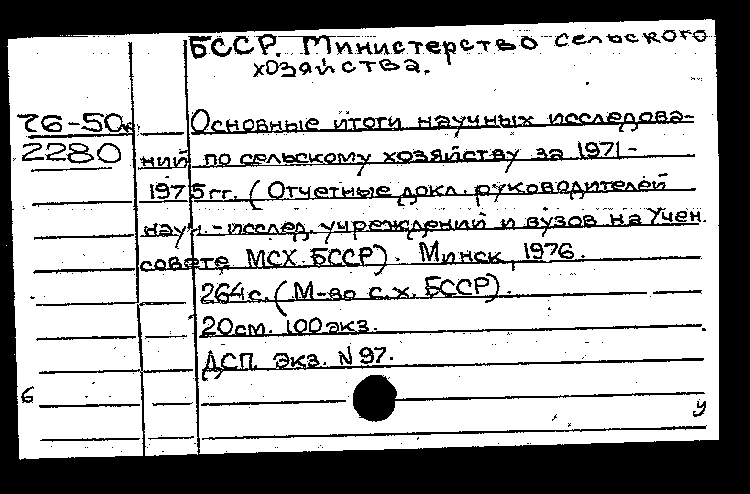 БССР. Министерство сельского
хозяйства.
76-50к
2280
Основные итоги научных исследова-
ний по сельскому хозяйству за 1971-
1975гг. (Отчетные докл. руководителей
науч.-исслед. учреждений и вузов на Учен.
совете МСХ БССР). Минск, 1976.
264с. (М-во с.х. БССР).
20см. 100экз.
ДСП. Экз. N 97.
6
у